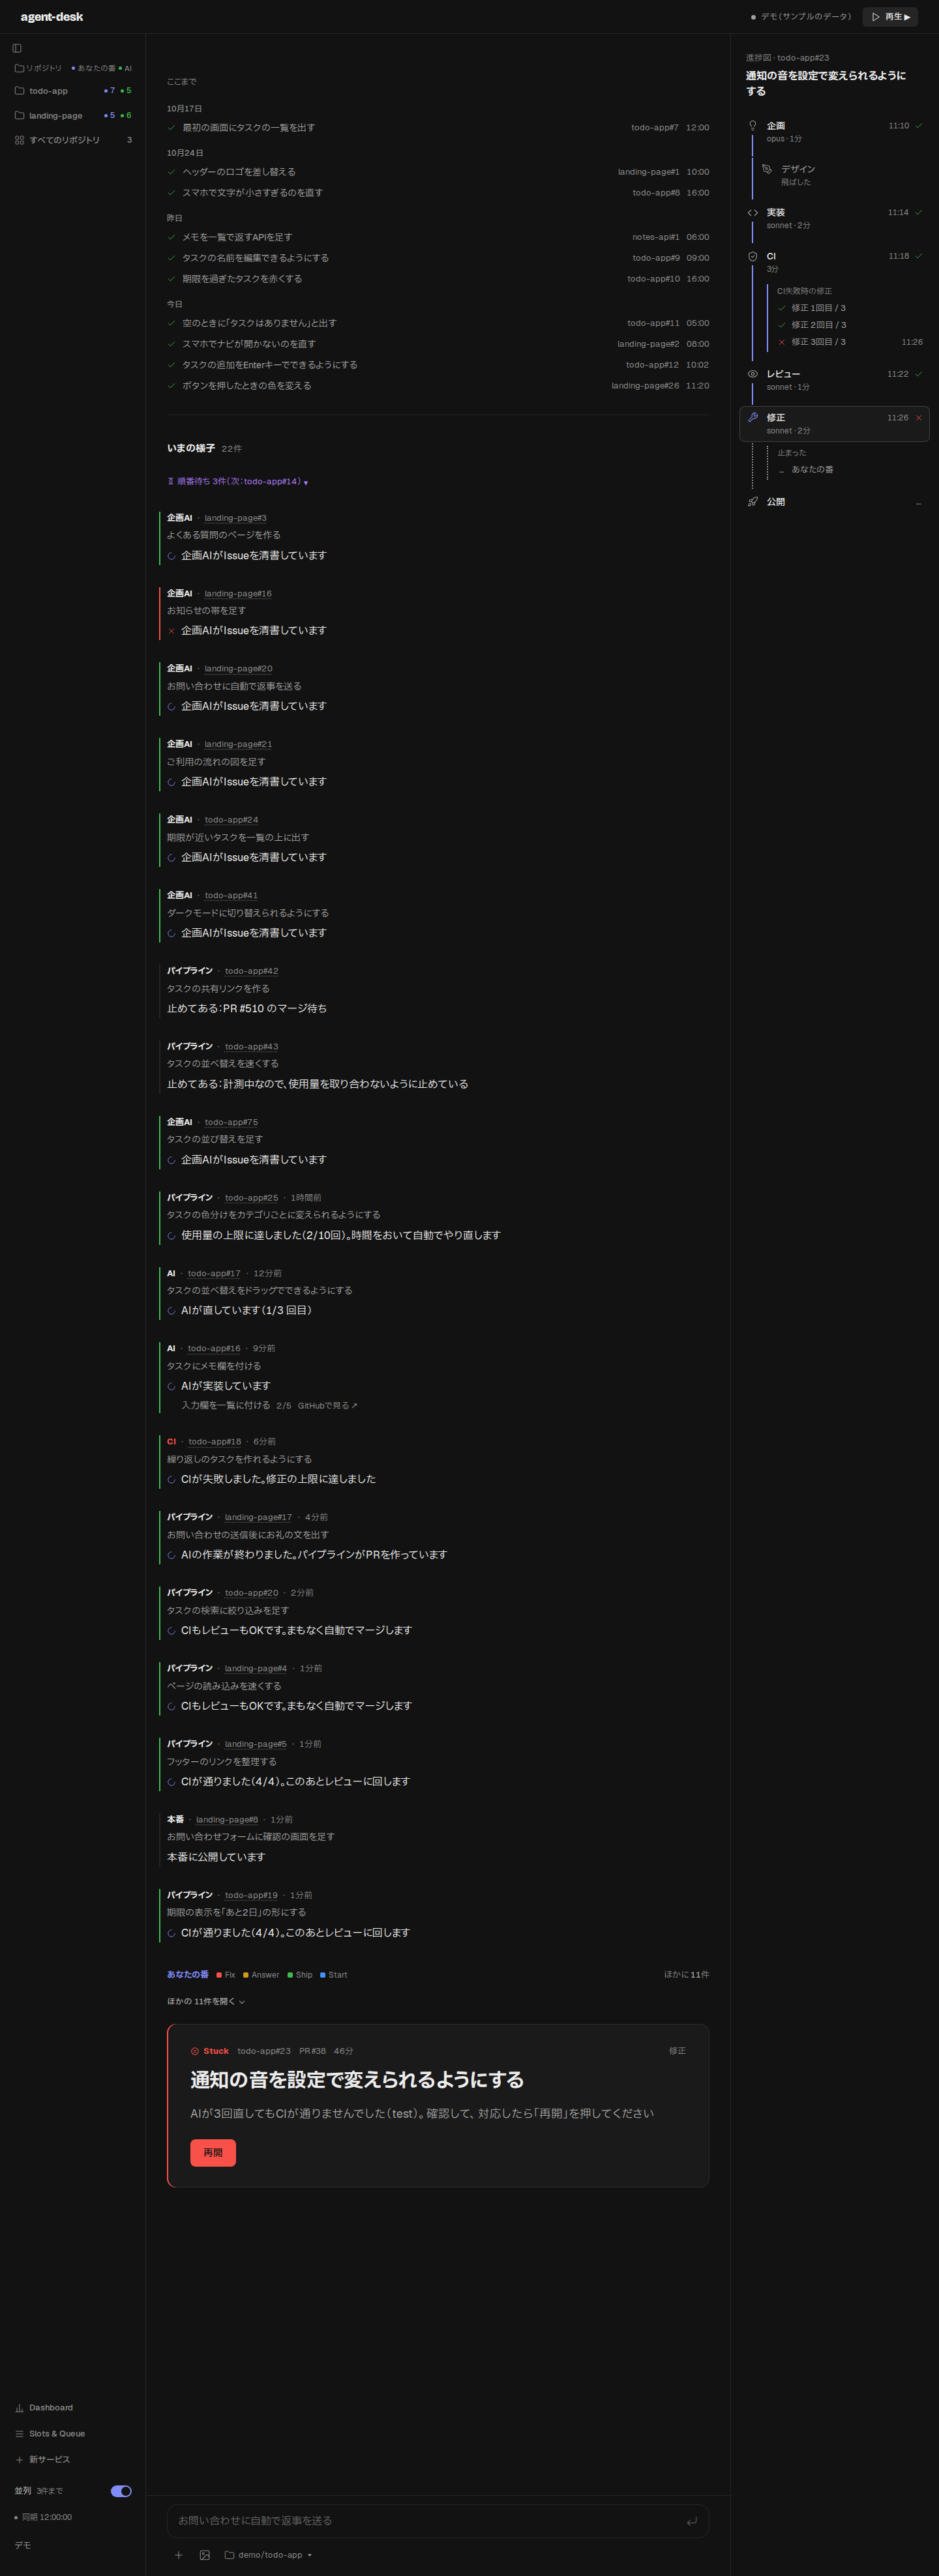 agent-desk
デモ（サンプルのデータ）
再生 ▶
リポジトリ ● あなたの番 ● AI
todo-app ● 7 ● 5
landing-page ● 5 ● 6
すべてのリポジトリ 3
ここまで
10月17日
最初の画面にタスクの一覧を出す todo-app#7 12:00
10月24日
ヘッダーのロゴを差し替える landing-page#1 10:00
スマホで文字が小さすぎるのを直す todo-app#8 16:00
昨日
メモを一覧で返すAPIを足す notes-api#1 06:00
タスクの名前を編集できるようにする todo-app#9 09:00
期限を過ぎたタスクを赤くする todo-app#10 16:00
今日
空のときに「タスクはありません」と出す todo-app#11 05:00
スマホでナビが開かないのを直す landing-page#2 08:00
タスクの追加をEnterキーでできるようにする todo-app#12 10:02
ボタンを押したときの色を変える landing-page#26 11:20
いまの様子 22件
順番待ち 3件（次：todo-app#14） ▾
企画AI · landing-page#3
よくある質問のページを作る
企画AIがIssueを清書しています
企画AI · landing-page#16
お知らせの帯を足す
企画AIがIssueを清書しています
企画AI · landing-page#20
お問い合わせに自動で返事を送る
企画AIがIssueを清書しています
企画AI · landing-page#21
ご利用の流れの図を足す
企画AIがIssueを清書しています
企画AI · todo-app#24
期限が近いタスクを一覧の上に出す
企画AIがIssueを清書しています
企画AI · todo-app#41
ダークモードに切り替えられるようにする
企画AIがIssueを清書しています
パイプライン · todo-app#42
タスクの共有リンクを作る
止めてある：PR #510 のマージ待ち
パイプライン · todo-app#43
タスクの並べ替えを速くする
止めてある：計測中なので、使用量を取り合わないように止めている
企画AI · todo-app#75
タスクの並び替えを足す
企画AIがIssueを清書しています
パイプライン · todo-app#25 · 1時間前
タスクの色分けをカテゴリごとに変えられるようにする
使用量の上限に達しました（2/10回）。時間をおいて自動でやり直します
AI · todo-app#17 · 12分前
タスクの並べ替えをドラッグでできるようにする
AIが直しています（1/3 回目）
AI · todo-app#16 · 9分前
タスクにメモ欄を付ける
AIが実装しています
入力欄を一覧に付ける 2/5 GitHubで見る ↗
CI · todo-app#18 · 6分前
繰り返しのタスクを作れるようにする
CIが失敗しました。修正の上限に達しました
パイプライン · landing-page#17 · 4分前
お問い合わせの送信後にお礼の文を出す
AIの作業が終わりました。パイプラインがPRを作っています
パイプライン · todo-app#20 · 2分前
タスクの検索に絞り込みを足す
CIもレビューもOKです。まもなく自動でマージします
パイプライン · landing-page#4 · 1分前
ページの読み込みを速くする
CIもレビューもOKです。まもなく自動でマージします
パイプライン · landing-page#5 · 1分前
フッターのリンクを整理する
CIが通りました（4/4）。このあとレビューに回します
本番 · landing-page#8 · 1分前
お問い合わせフォームに確認の画面を足す
本番に公開しています
パイプライン · todo-app#19 · 1分前
期限の表示を「あと2日」の形にする
CIが通りました（4/4）。このあとレビューに回します
あなたの番 Fix Answer Ship Start ほかに 11件
ほかの 11件を開く
Stuck todo-app#23 PR #38 46分 修正
通知の音を設定で変えられるようにする
AIが3回直してもCIが通りませんでした（test）。確認して、対応したら「再開」を押してください
再開
お問い合わせに自動で返事を送る
demo/todo-app ▾
進捗図 · todo-app#23
通知の音を設定で変えられるように
する
企画 11:10
opus · 1分
デザイン
飛ばした
実装 11:14
sonnet · 2分
CI 11:18
3分
CI失敗時の修正
修正 1回目 / 3
修正 2回目 / 3
修正 3回目 / 3 11:26
レビュー 11:22
sonnet · 1分
修正 11:26
sonnet · 2分
止まった
… あなたの番
公開 …
Dashboard
Slots & Queue
新サービス
並列 3件まで
同期 12:00:00
デモ